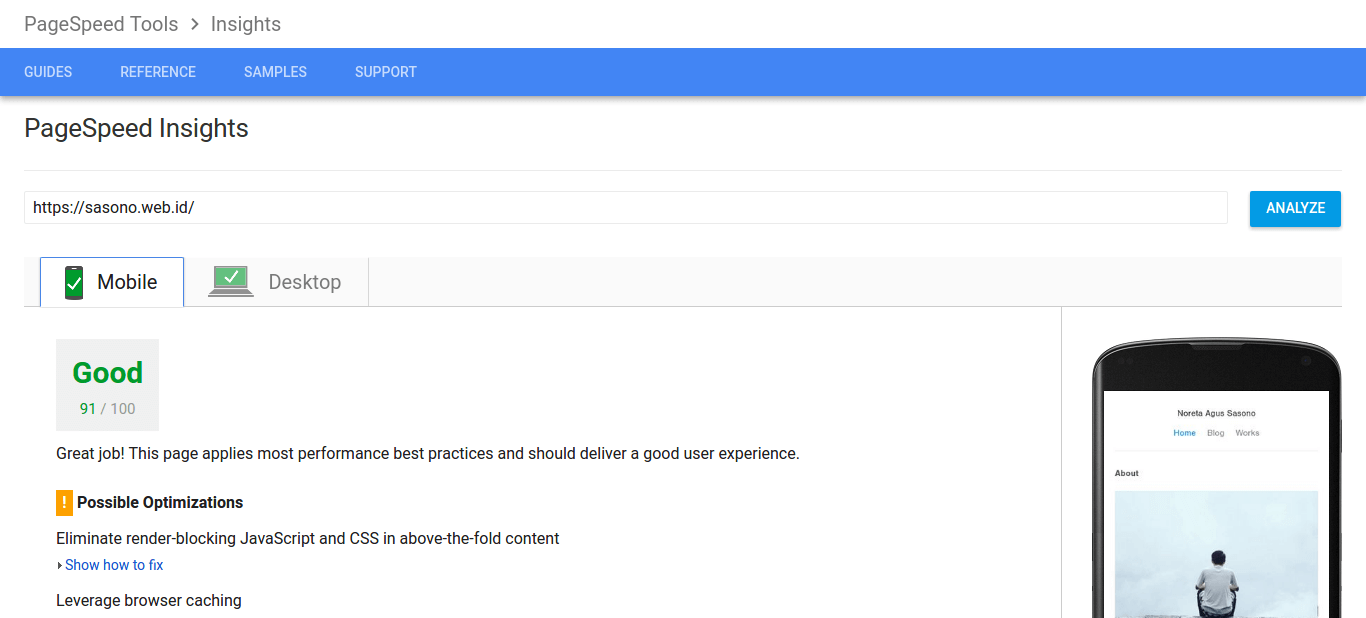 PageSpeed Tools > Insights
GUIDES REFERENCE SAMPLES SUPPORT
PageSpeed Insights
https://sasono.web.id/ ANALYZE
Mobile Desktop
Good
91 / 100
Great job! This page applies most performance best practices and should deliver a good user experience.
! Possible Optimizations
Eliminate render-blocking JavaScript and CSS in above-the-fold content
Show how to fix
Leverage browser caching
Noreta Agus Sasono
Home Blog Works
About